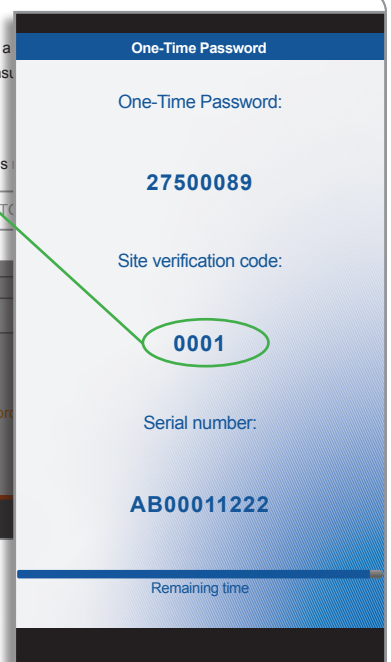 One-Time Password
One-Time Password:
27500089
Site verification code:
0001
Serial number:
AB00011222
Remaining time